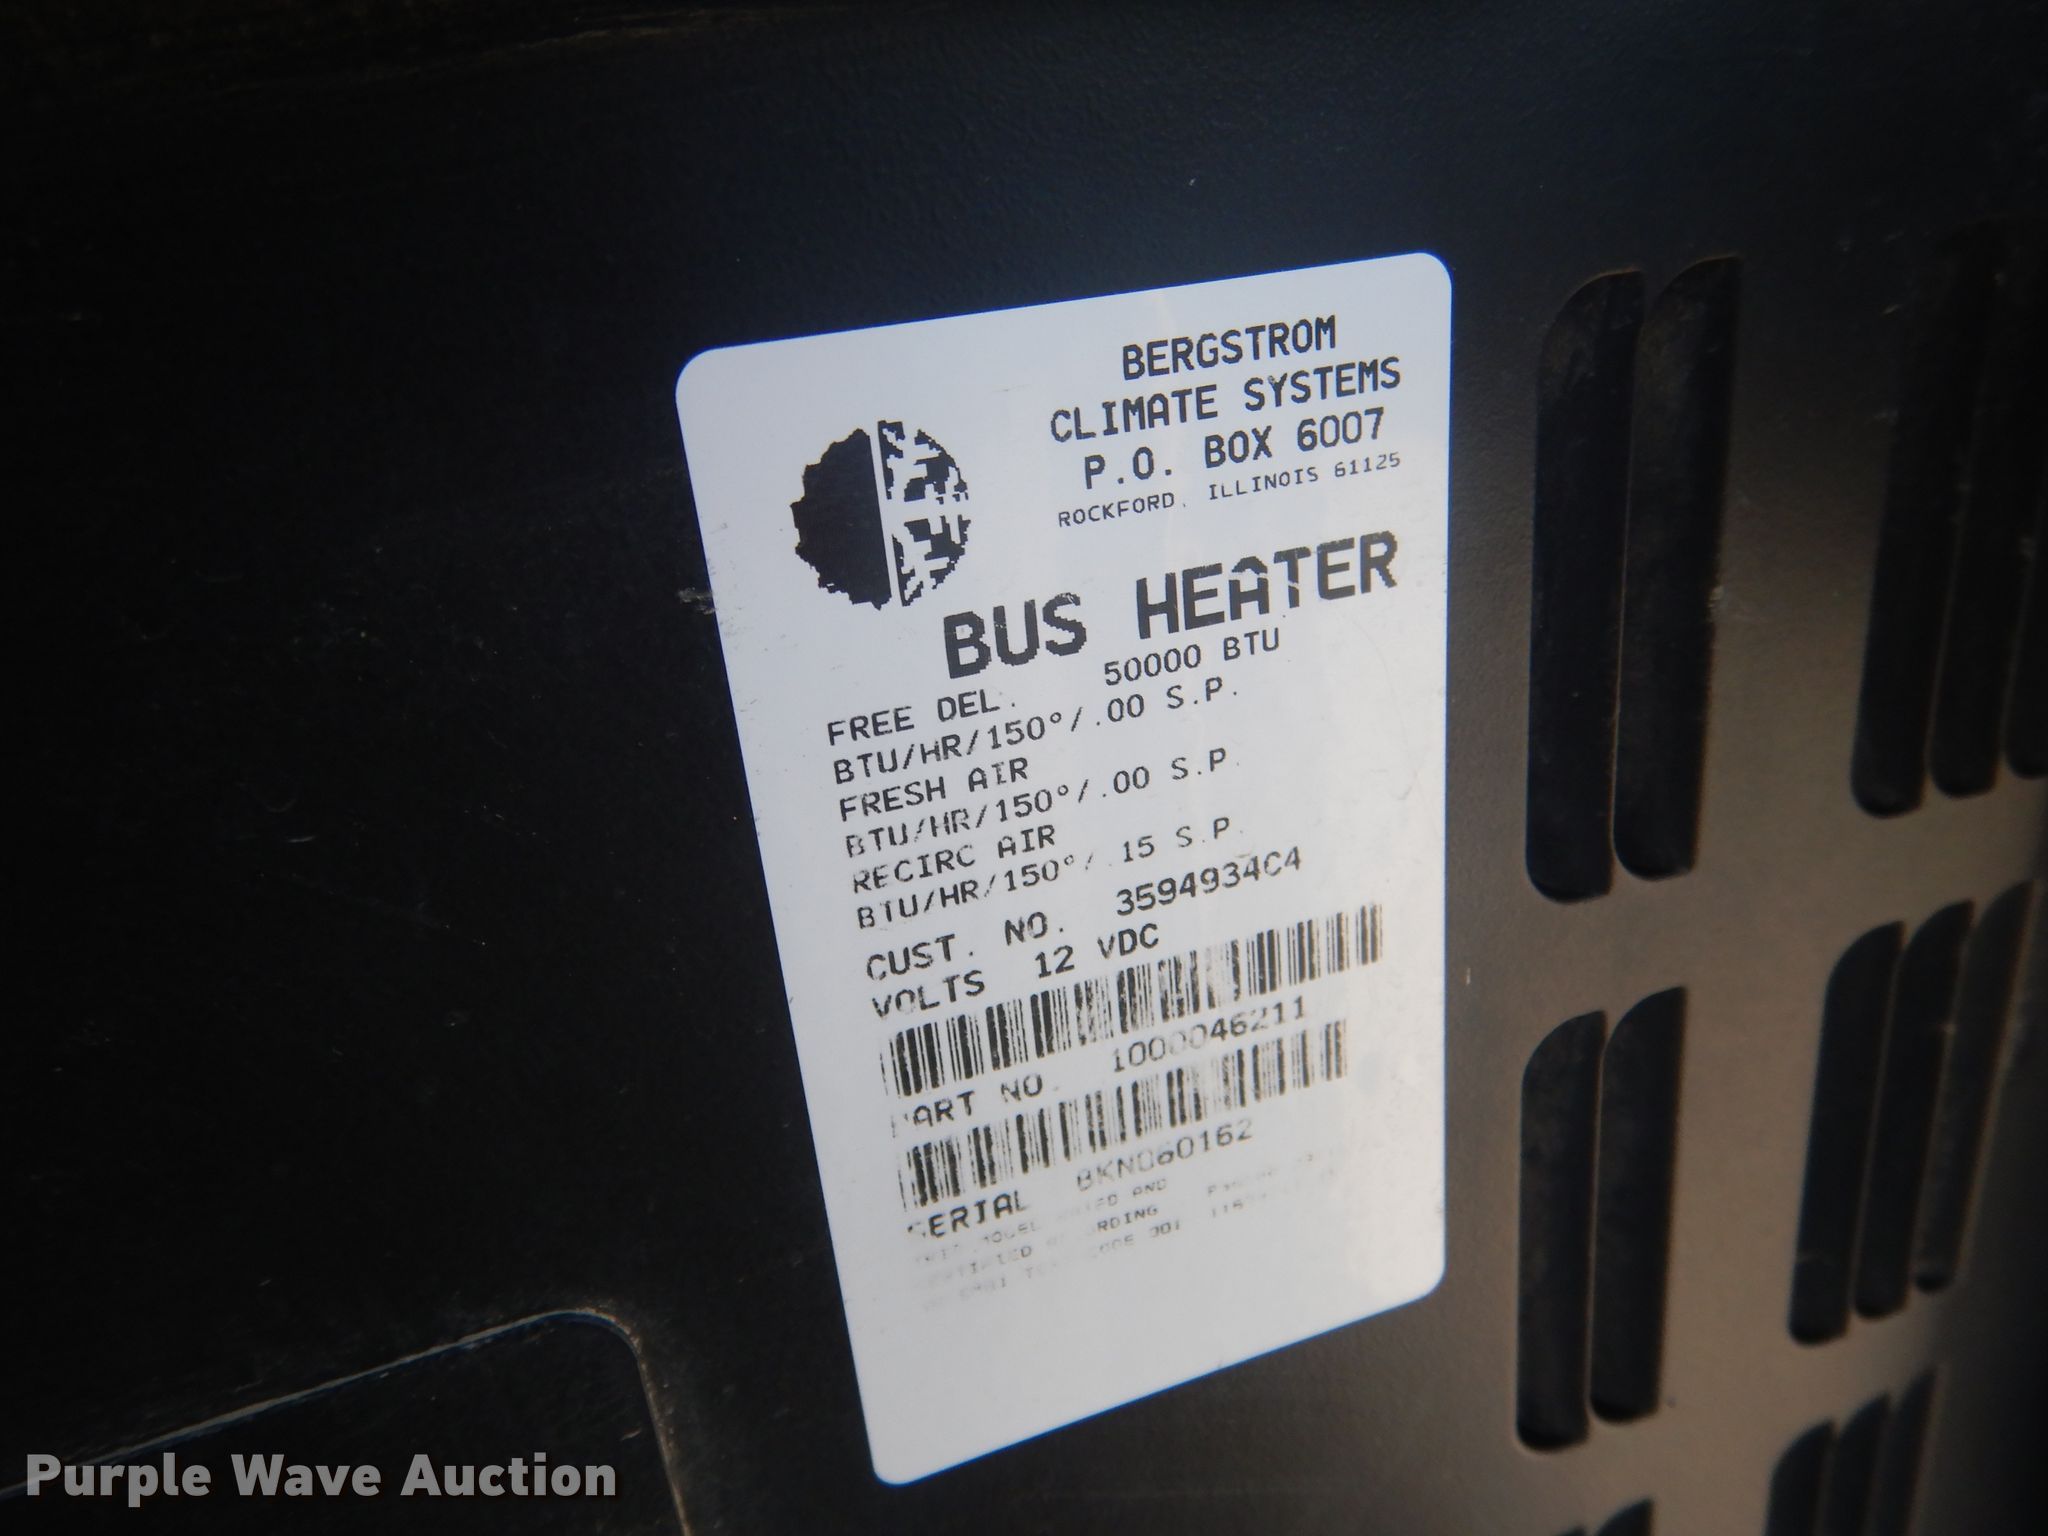 BERGSTROM
CLIMATE SYSTEMS
P.O. BOX 6007
ROCKFORD, ILLINOIS 61125
BUS HEATER
FREE DEL. 50000 BTU
BTU/HR/150°/.00 S.P.
FRESH AIR
BTU/HR/150°/.00 S.P.
RECIRC AIR
BTU/HR/150°/.15 S.P.
CUST. NO. 3594934C4
VOLTS 12 VDC
PART NO. 1000046211
SERIAL BKN060162
MODEL AND
Purple Wave Auction